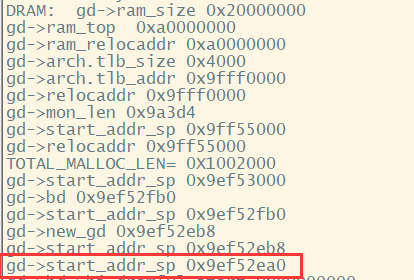 DRAM:  gd->ram_size 0x20000000
gd->ram_top  0xa0000000
gd->ram_relocaddr 0xa0000000
gd->arch.tlb_size 0x4000
gd->arch.tlb_addr 0x9fff0000
gd->relocaddr 0x9fff0000
gd->mon_len 0x9a3d4
gd->start_addr_sp 0x9ff55000
gd->relocaddr 0x9ff55000
TOTAL_MALLOC_LEN= 0x1002000
gd->start_addr_sp 0x9ef53000
gd->bd 0x9ef52fb0
gd->start_addr_sp 0x9ef52fb0
gd->new_gd 0x9ef52eb8
gd->start_addr_sp 0x9ef52eb8
gd->start_addr_sp 0x9ef52ea0